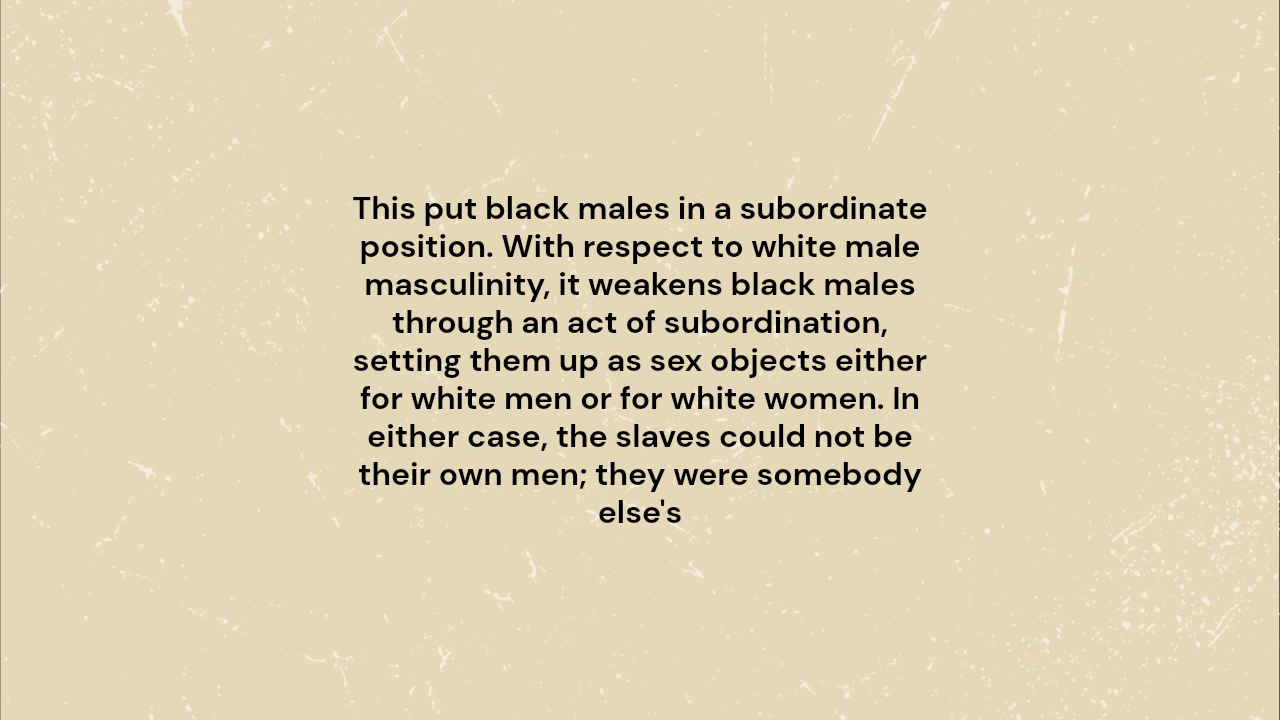 This put black males in a subordinate
position. With respect to white male
masculinity, it weakens black males
through an act of subordination,
setting them up as sex objects either
for white men or for white women. In
either case, the slaves could not be
their own men; they were somebody
else's